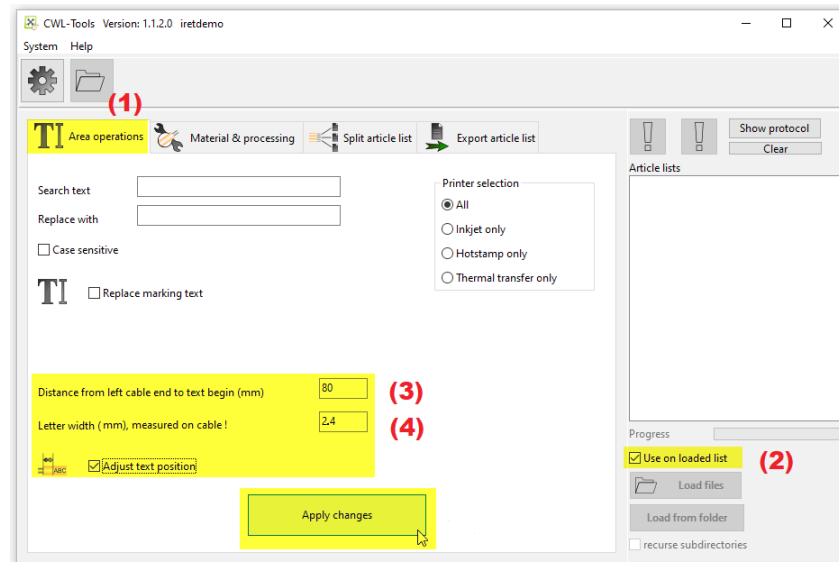 CWL-Tools Version: 1.1.2.0 iretdemo
System Help
(1)
Area operations
Material & processing
Split article list
Export article list
Show protocol
Clear
Article lists
Search text
Replace with
Case sensitive
TI
Replace marking text
Printer selection
All
Inkjet only
Hotstamp only
Thermal transfer only
Distance from left cable end to text begin (mm) 80 (3)
Letter width (mm), measured on cable ! 2.4 (4)
ABC
Adjust text position
Apply changes
Progress
Use on loaded list (2)
Load files
Load from folder
recurse subdirectories